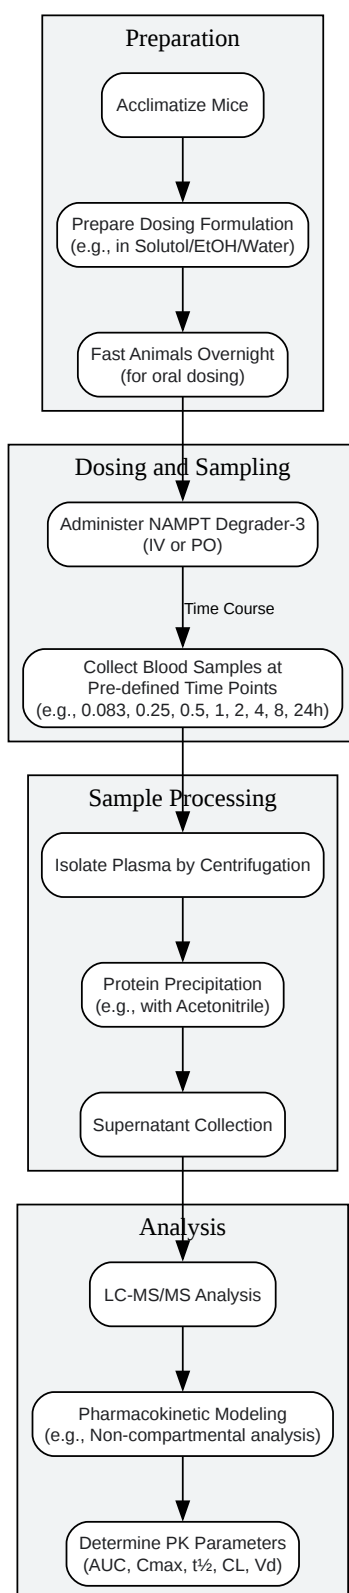 Preparation
Acclimatize Mice
Prepare Dosing Formulation
(e.g., in Solutol/EtOH/Water)
Fast Animals Overnight
(for oral dosing)
Dosing and Sampling
Administer NAMPT Degrader-3
(IV or PO)
Time Course
Collect Blood Samples at
Pre-defined Time Points
(e.g., 0.083, 0.25, 0.5, 1, 2, 4, 8, 24h)
Sample Processing
Isolate Plasma by Centrifugation
Protein Precipitation
(e.g., with Acetonitrile)
Supernatant Collection
Analysis
LC-MS/MS Analysis
Pharmacokinetic Modeling
(e.g., Non-compartmental analysis)
Determine PK Parameters
(AUC, Cmax, t½, CL, Vd)